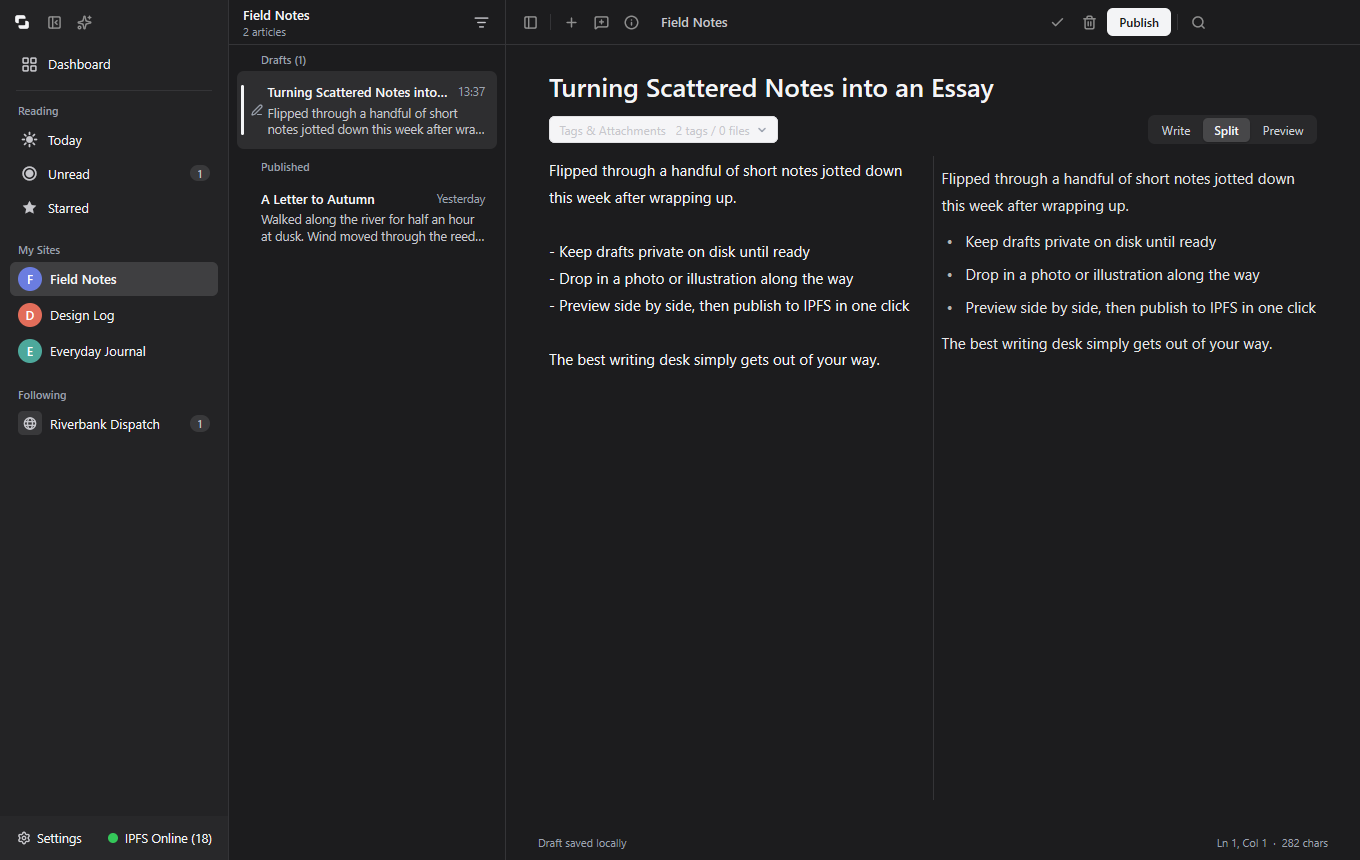 Dashboard
Reading
Today
Unread 1
Starred
My Sites
F Field Notes
D Design Log
E Everyday Journal
Following
Riverbank Dispatch 1
Settings
IPFS Online (18)
Field Notes
2 articles
Drafts (1)
Turning Scattered Notes into... 13:37
Flipped through a handful of short
notes jotted down this week after wra...
Published
A Letter to Autumn Yesterday
Walked along the river for half an hour
at dusk. Wind moved through the reed...
Field Notes
Publish
Turning Scattered Notes into an Essay
Tags & Attachments 2 tags / 0 files
Write Split Preview
Flipped through a handful of short notes jotted down
this week after wrapping up.
- Keep drafts private on disk until ready
- Drop in a photo or illustration along the way
- Preview side by side, then publish to IPFS in one click
The best writing desk simply gets out of your way.
Flipped through a handful of short notes jotted down
this week after wrapping up.
• Keep drafts private on disk until ready
• Drop in a photo or illustration along the way
• Preview side by side, then publish to IPFS in one click
The best writing desk simply gets out of your way.
Draft saved locally
Ln 1, Col 1 · 282 chars